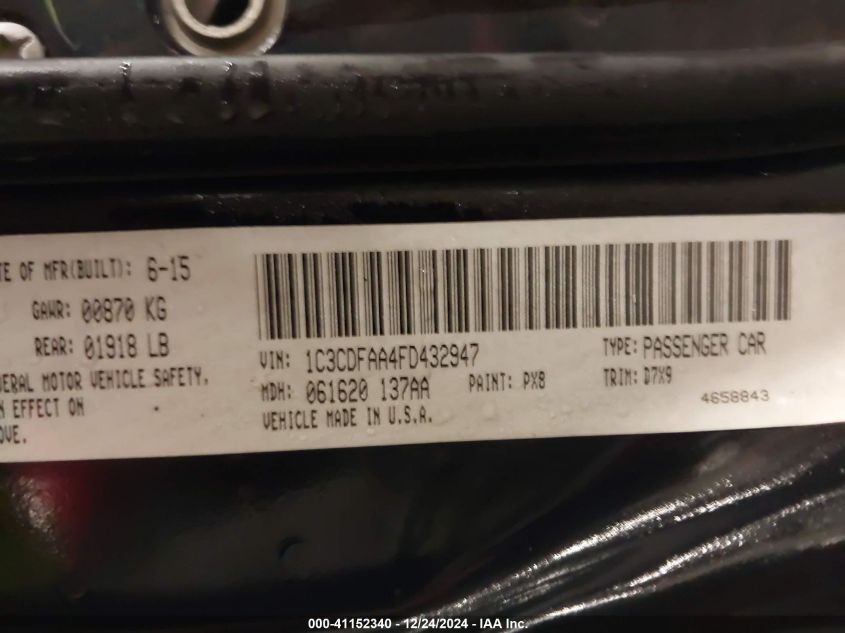 TE OF MFR(BUILT): 6-15
GAWR: 00870 KG
REAR: 01918 LB
ERAL MOTOR VEHICLE SAFETY,
N EFFECT ON
OVE.
VIN: 1C3CDFAA4FD432947
TYPE: PASSENGER CAR
MDH: 061620 137AA
PAINT: PX8
TRIM: D7X9
VEHICLE MADE IN U.S.A.
4658843
000-41152340 - 12/24/2024 - IAA Inc.